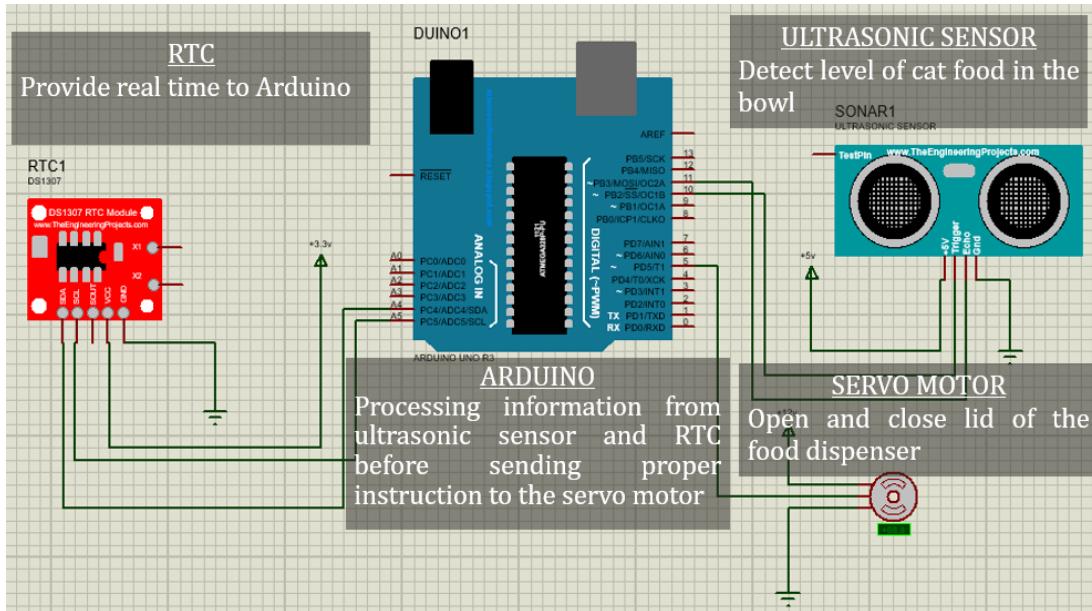 RTC
Provide real time to Arduino
RTC1
DS1307
DS1307 RTC Module
www.TheEngineeringProjects.com
X1
X2
SDA
SCL
SOUT
VCC
GND
+3.3v
DUINO1
RESET
AREF
PB5/SCK 13
PB4/MISO 12
~PB3/MOSI/OC2A 11
~ PB2/SS/OC1B 10
~ PB1/OC1A 9
PB0/ICP1/CLKO 8
PD7/AIN1 7
~ PD6/AIN0 6
~ PD5/T1 5
PD4/T0/XCK 4
~ PD3/INT1 3
PD2/INT0 2
TX PD1/TXD 1
RX PD0/RXD 0
DIGITAL (~PWM)
ANALOG IN
A0 PC0/ADC0
A1 PC1/ADC1
A2 PC2/ADC2
A3 PC3/ADC3
A4 PC4/ADC4/SDA
A5 PC5/ADC5/SCL
ARDUINO UNO R3
ARDUINO
Processing information from
ultrasonic sensor and RTC
before sending proper
instruction to the servo motor
ULTRASONIC SENSOR
Detect level of cat food in the
bowl
SONAR1
ULTRASONIC SENSOR
TestPin
www.TheEngineeringProjects.com
+5V
Trigger
Echo
Gnd
+5v
SERVO MOTOR
+12v
Open and close lid of the
food dispenser